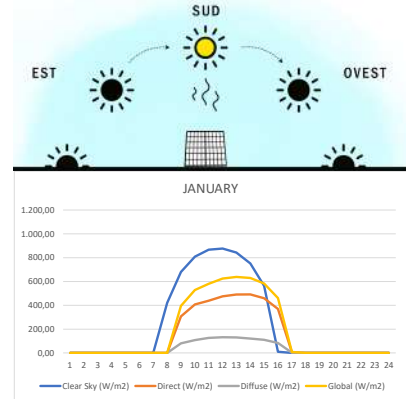 SUD
EST
OVEST
JANUARY
1.200,00
1.000,00
800,00
600,00
400,00
200,00
0,00
1 2 3 4 5 6 7 8 9 10 11 12 13 14 15 16 17 18 19 20 21 22 23 24
Clear Sky (W/m2) Direct (W/m2) Diffuse (W/m2) Global (W/m2)